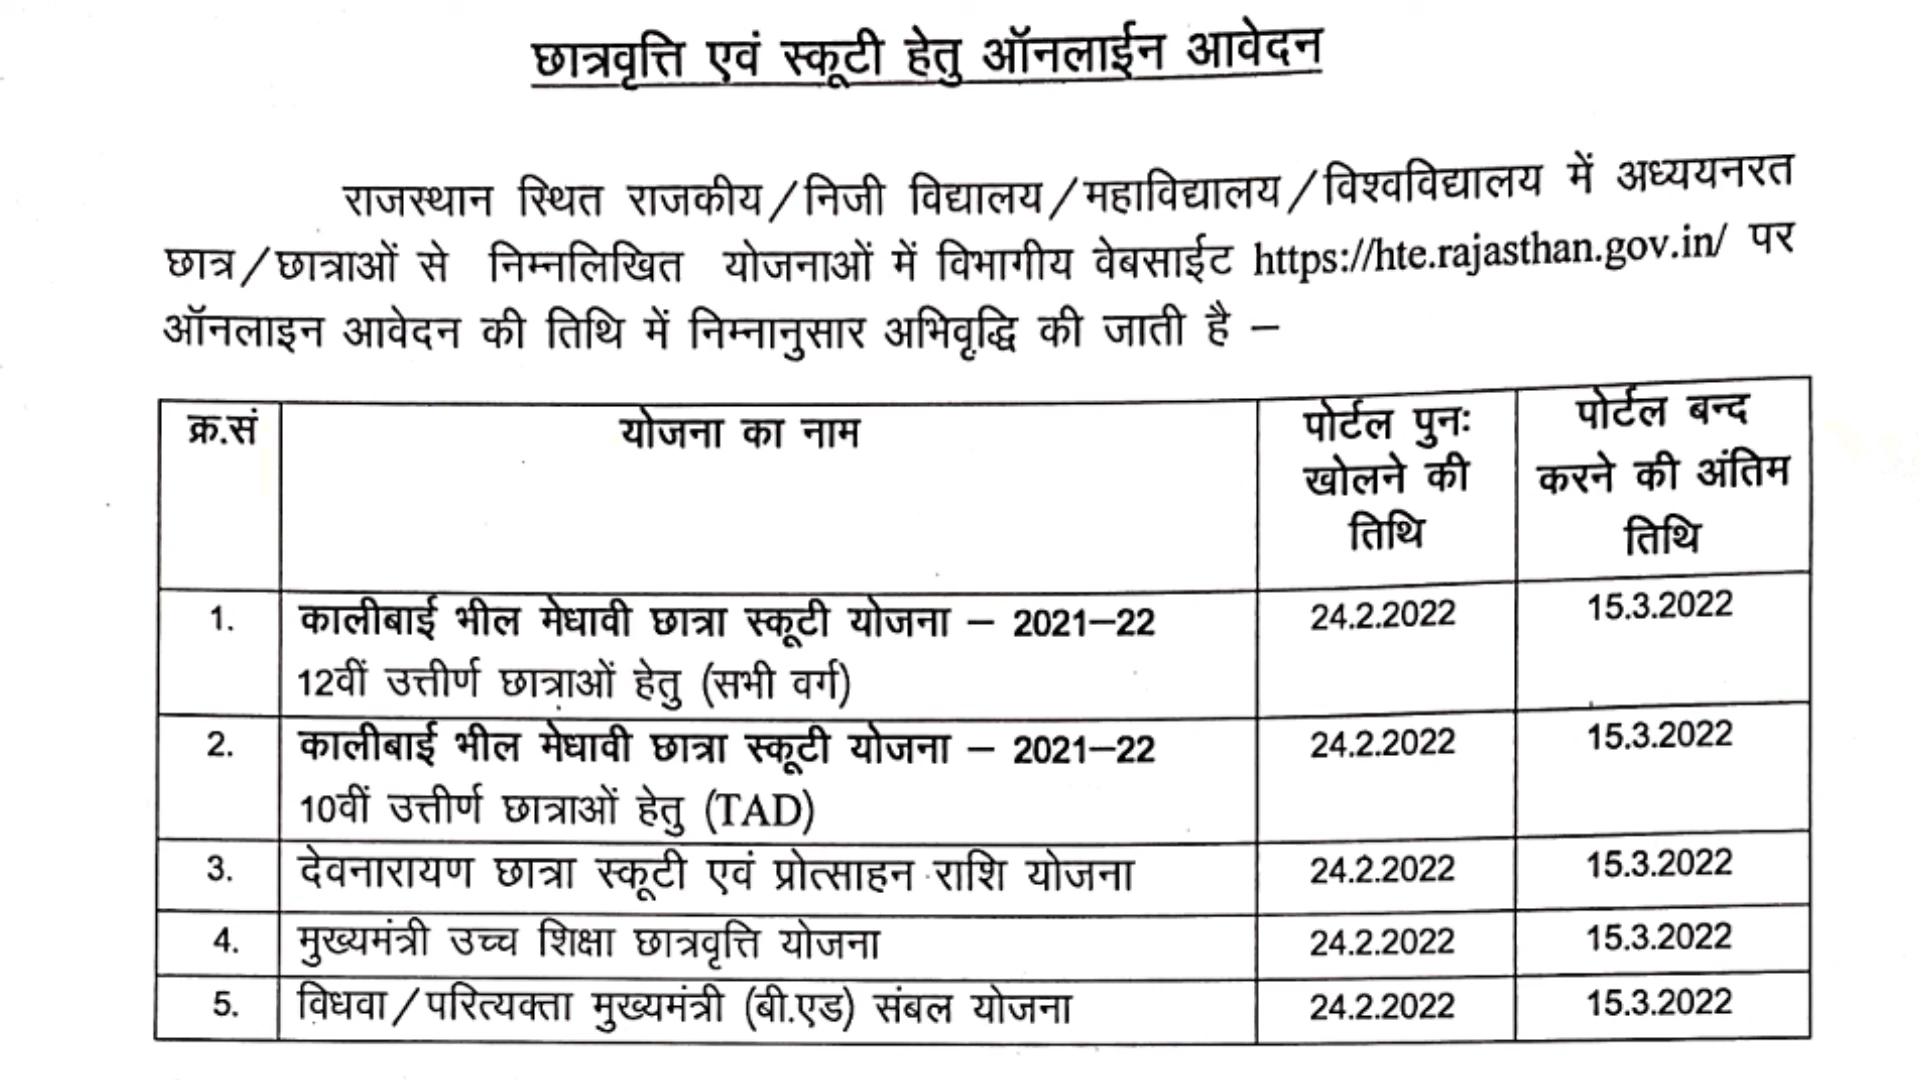 छात्रवृत्ति एवं स्कूटी हेतु ऑनलाईन आवेदन
राजस्थान स्थित राजकीय/निजी विद्यालय/महाविद्यालय/विश्वविद्यालय में अध्ययनरत
छात्र/छात्राओं से निम्नलिखित योजनाओं में विभागीय वेबसाईट https://hte.rajasthan.gov.in/ पर
ऑनलाइन आवेदन की तिथि में निम्नानुसार अभिवृद्धि की जाती है –
क्र.सं योजना का नाम पोर्टल पुनः पोर्टल बन्द
खोलने की करने की अंतिम
तिथि तिथि
1. कालीबाई भील मेधावी छात्रा स्कूटी योजना – 2021–22 24.2.2022 15.3.2022
12वीं उत्तीर्ण छात्राओं हेतु (सभी वर्ग)
2. कालीबाई भील मेधावी छात्रा स्कूटी योजना – 2021–22 24.2.2022 15.3.2022
10वीं उत्तीर्ण छात्राओं हेतु (TAD)
3. देवनारायण छात्रा स्कूटी एवं प्रोत्साहन राशि योजना 24.2.2022 15.3.2022
4. मुख्यमंत्री उच्च शिक्षा छात्रवृत्ति योजना 24.2.2022 15.3.2022
5. विधवा/परित्यक्ता मुख्यमंत्री (बी.एड) संबल योजना 24.2.2022 15.3.2022